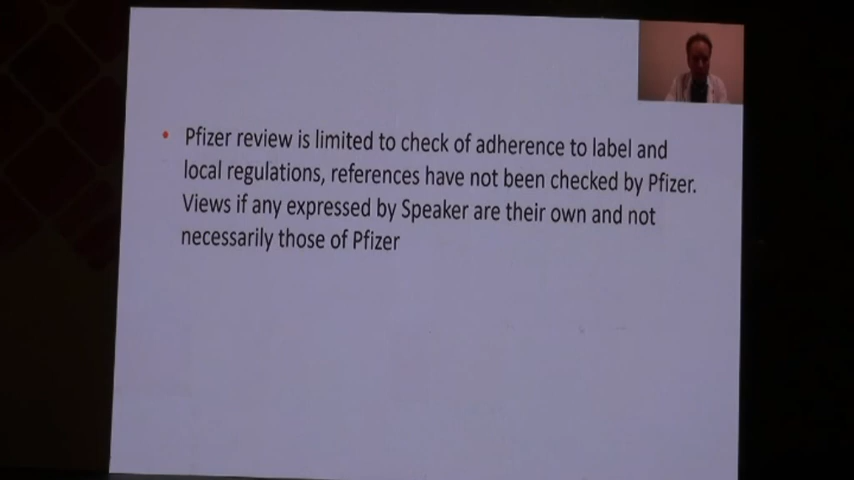 • Pfizer review is limited to check of adherence to label and
local regulations, references have not been checked by Pfizer.
Views if any expressed by Speaker are their own and not
necessarily those of Pfizer